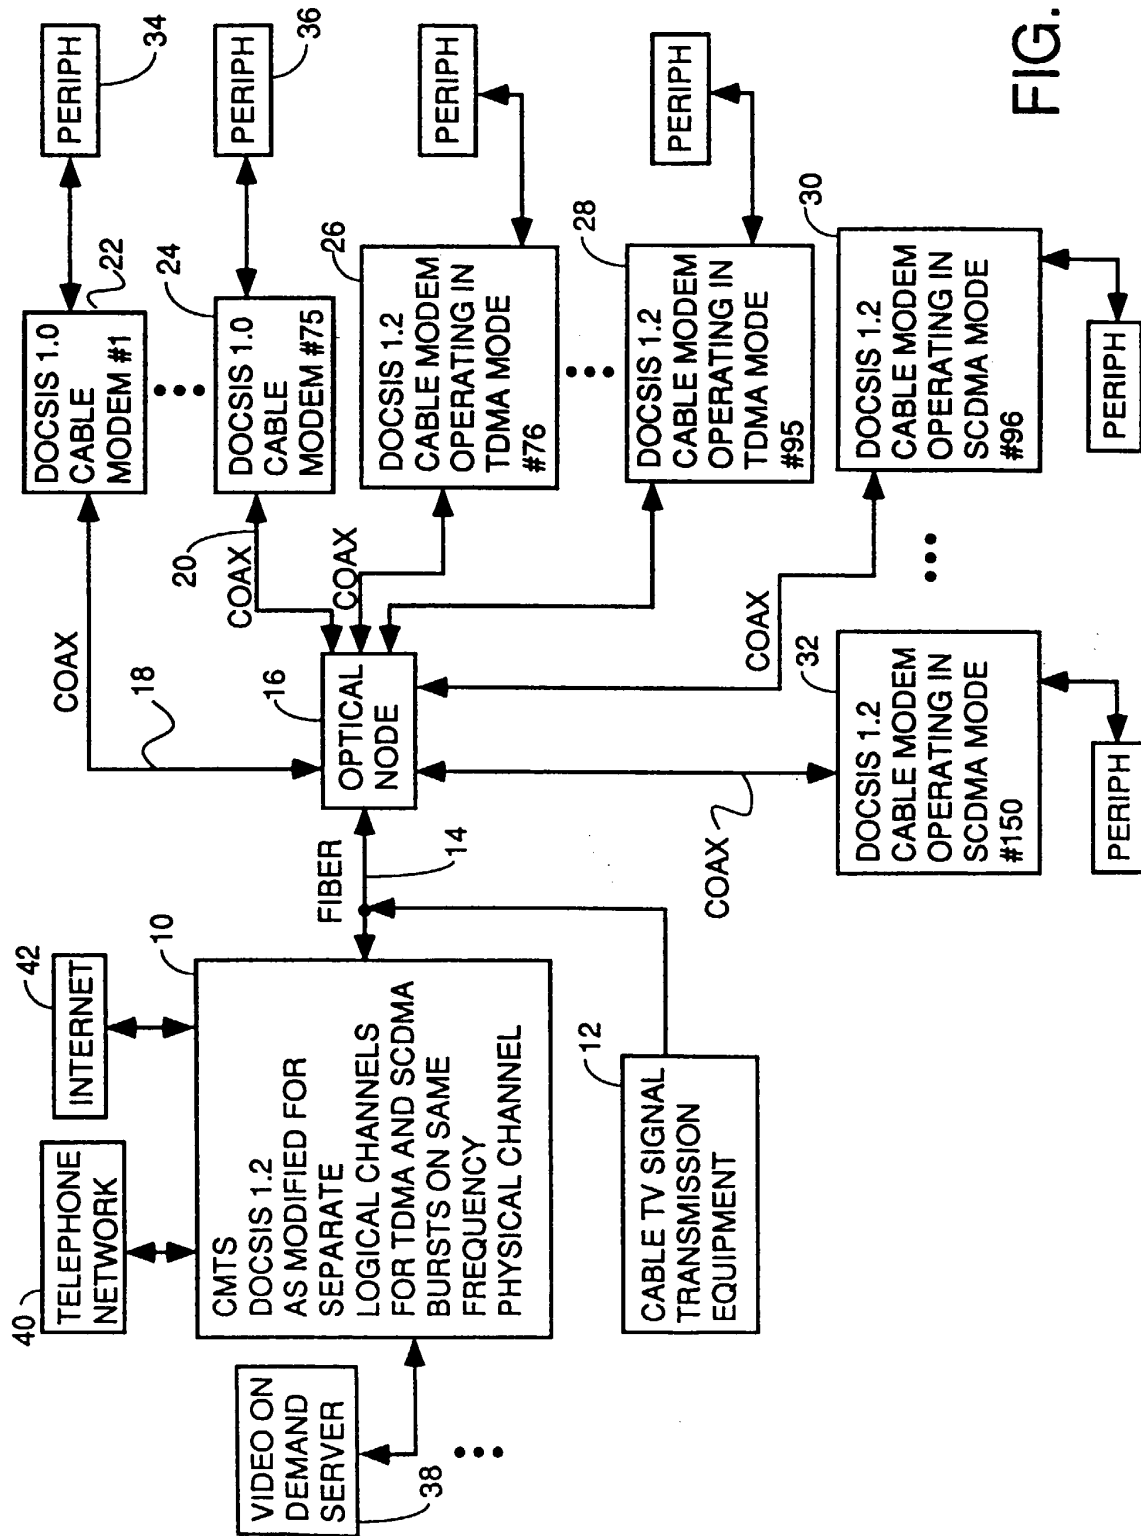 40
TELEPHONE
NETWORK
INTERNET
42
VIDEO ON
DEMAND
SERVER
38
CMTS
DOCSIS 1.2
AS MODIFIED FOR
SEPARATE
LOGICAL CHANNELS
FOR TDMA AND SCDMA
BURSTS ON SAME
FREQUENCY
PHYSICAL CHANNEL
10
CABLE TV SIGNAL
TRANSMISSION
EQUIPMENT
12
FIBER
14
OPTICAL
NODE
16
COAX
18
COAX
20
COAX
COAX
COAX
DOCSIS 1.0
CABLE
MODEM #1
22
PERIPH
34
DOCSIS 1.0
CABLE
MODEM #75
24
PERIPH
36
DOCSIS 1.2
CABLE MODEM
OPERATING IN
TDMA MODE
#76
26
PERIPH
DOCSIS 1.2
CABLE MODEM
OPERATING IN
TDMA MODE
#95
28
PERIPH
DOCSIS 1.2
CABLE MODEM
OPERATING IN
SCDMA MODE
#150
32
PERIPH
DOCSIS 1.2
CABLE MODEM
OPERATING IN
SCDMA MODE
#96
30
PERIPH
FIG.